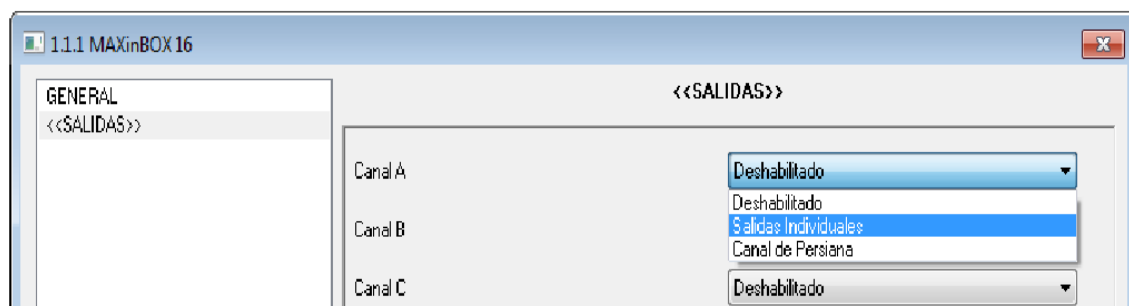 1.1.1 MAXinBOX 16
GENERAL
<<SALIDAS>>
<<SALIDAS>>
Canal A
Deshabilitado
Deshabilitado
Salidas Individuales
Canal de Persiana
Canal B
Canal C
Deshabilitado